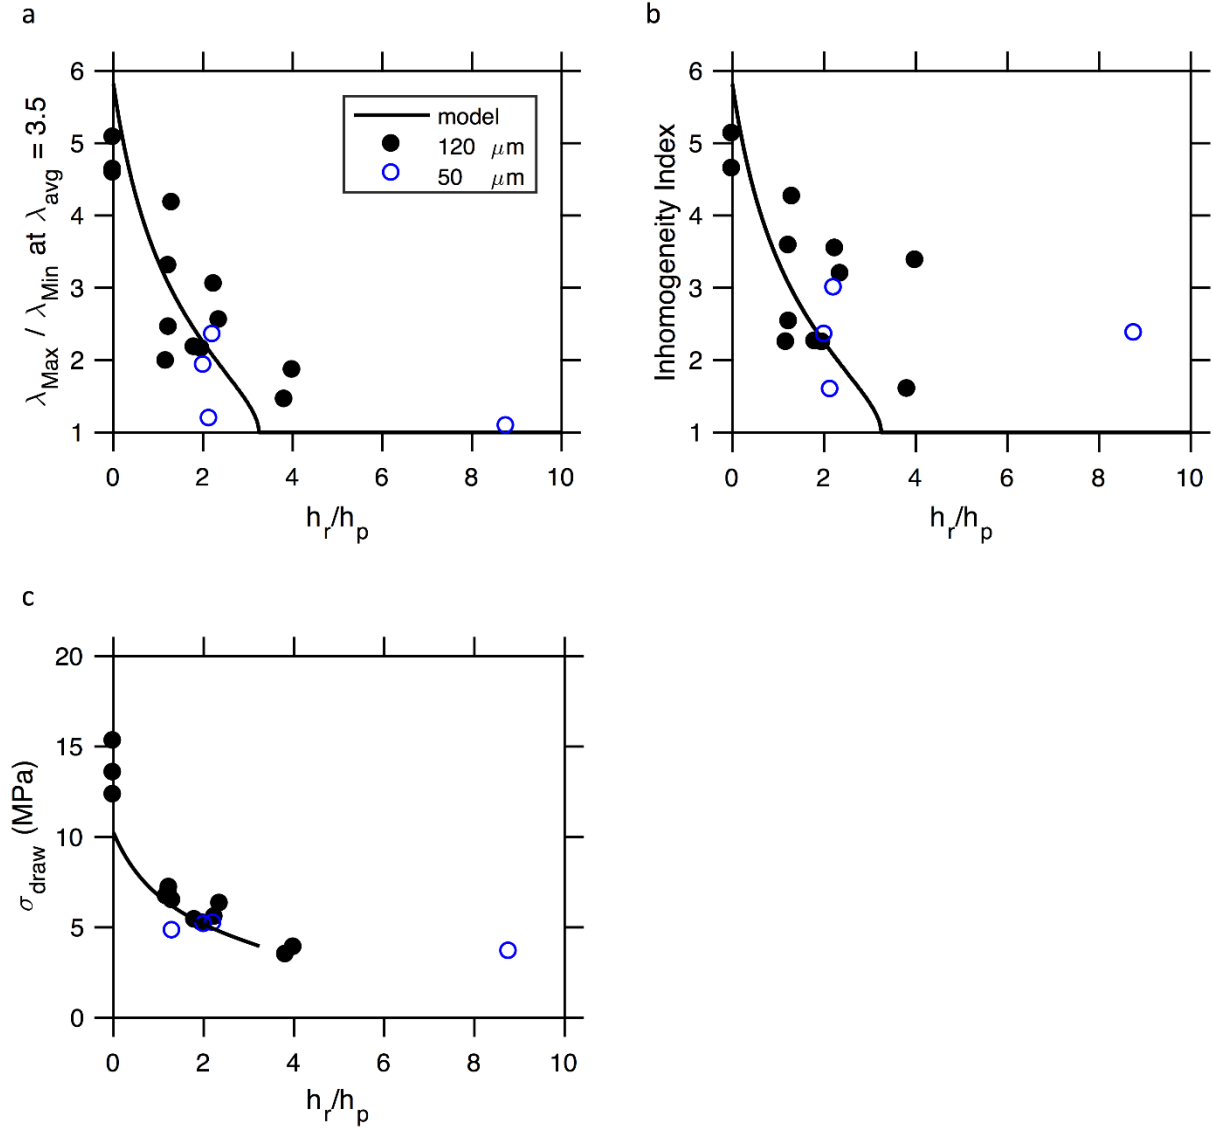 a
6
5
4
3
2
1
0
2
4
6
8
10
λMax / λMin at λavg = 3.5
hr/hp
model
120 μm
50 μm
b
6
5
4
3
2
1
0
2
4
6
8
10
Inhomogeneity Index
hr/hp
c
20
15
10
5
0
0
2
4
6
8
10
σdraw (MPa)
hr/hp